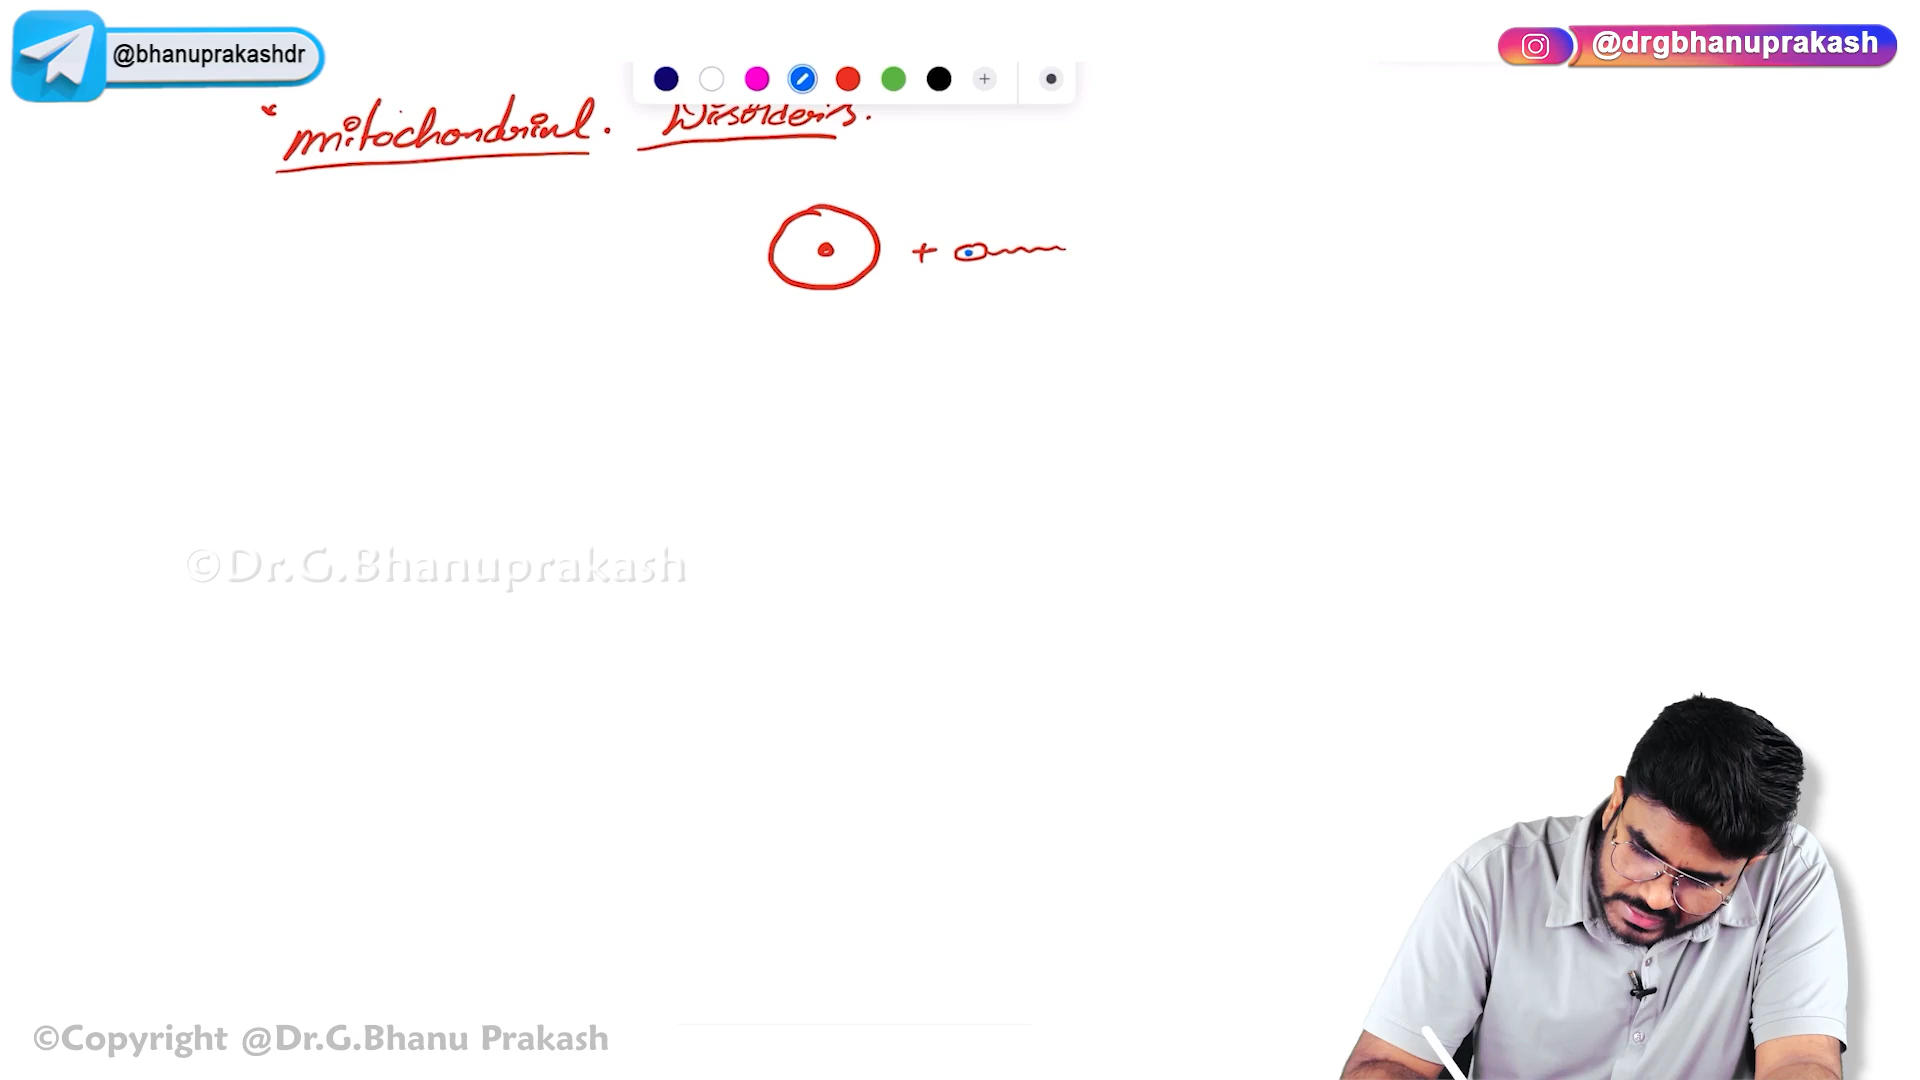 @bhanuprakashdr
@drgbhanuprakash
mitochondrial. Disorders.
+
©Dr.G.Bhanuprakash
©Copyright @Dr.G.Bhanu Prakash